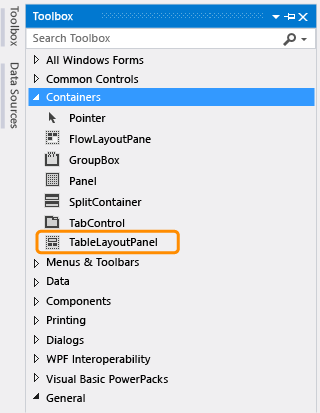 Toolbox
Data Sources
Toolbox
Search Toolbox
All Windows Forms
Common Controls
Containers
Pointer
FlowLayoutPane
GroupBox
Panel
SplitContainer
TabControl
TableLayoutPanel
Menus & Toolbars
Data
Components
Printing
Dialogs
WPF Interoperability
Visual Basic PowerPacks
General